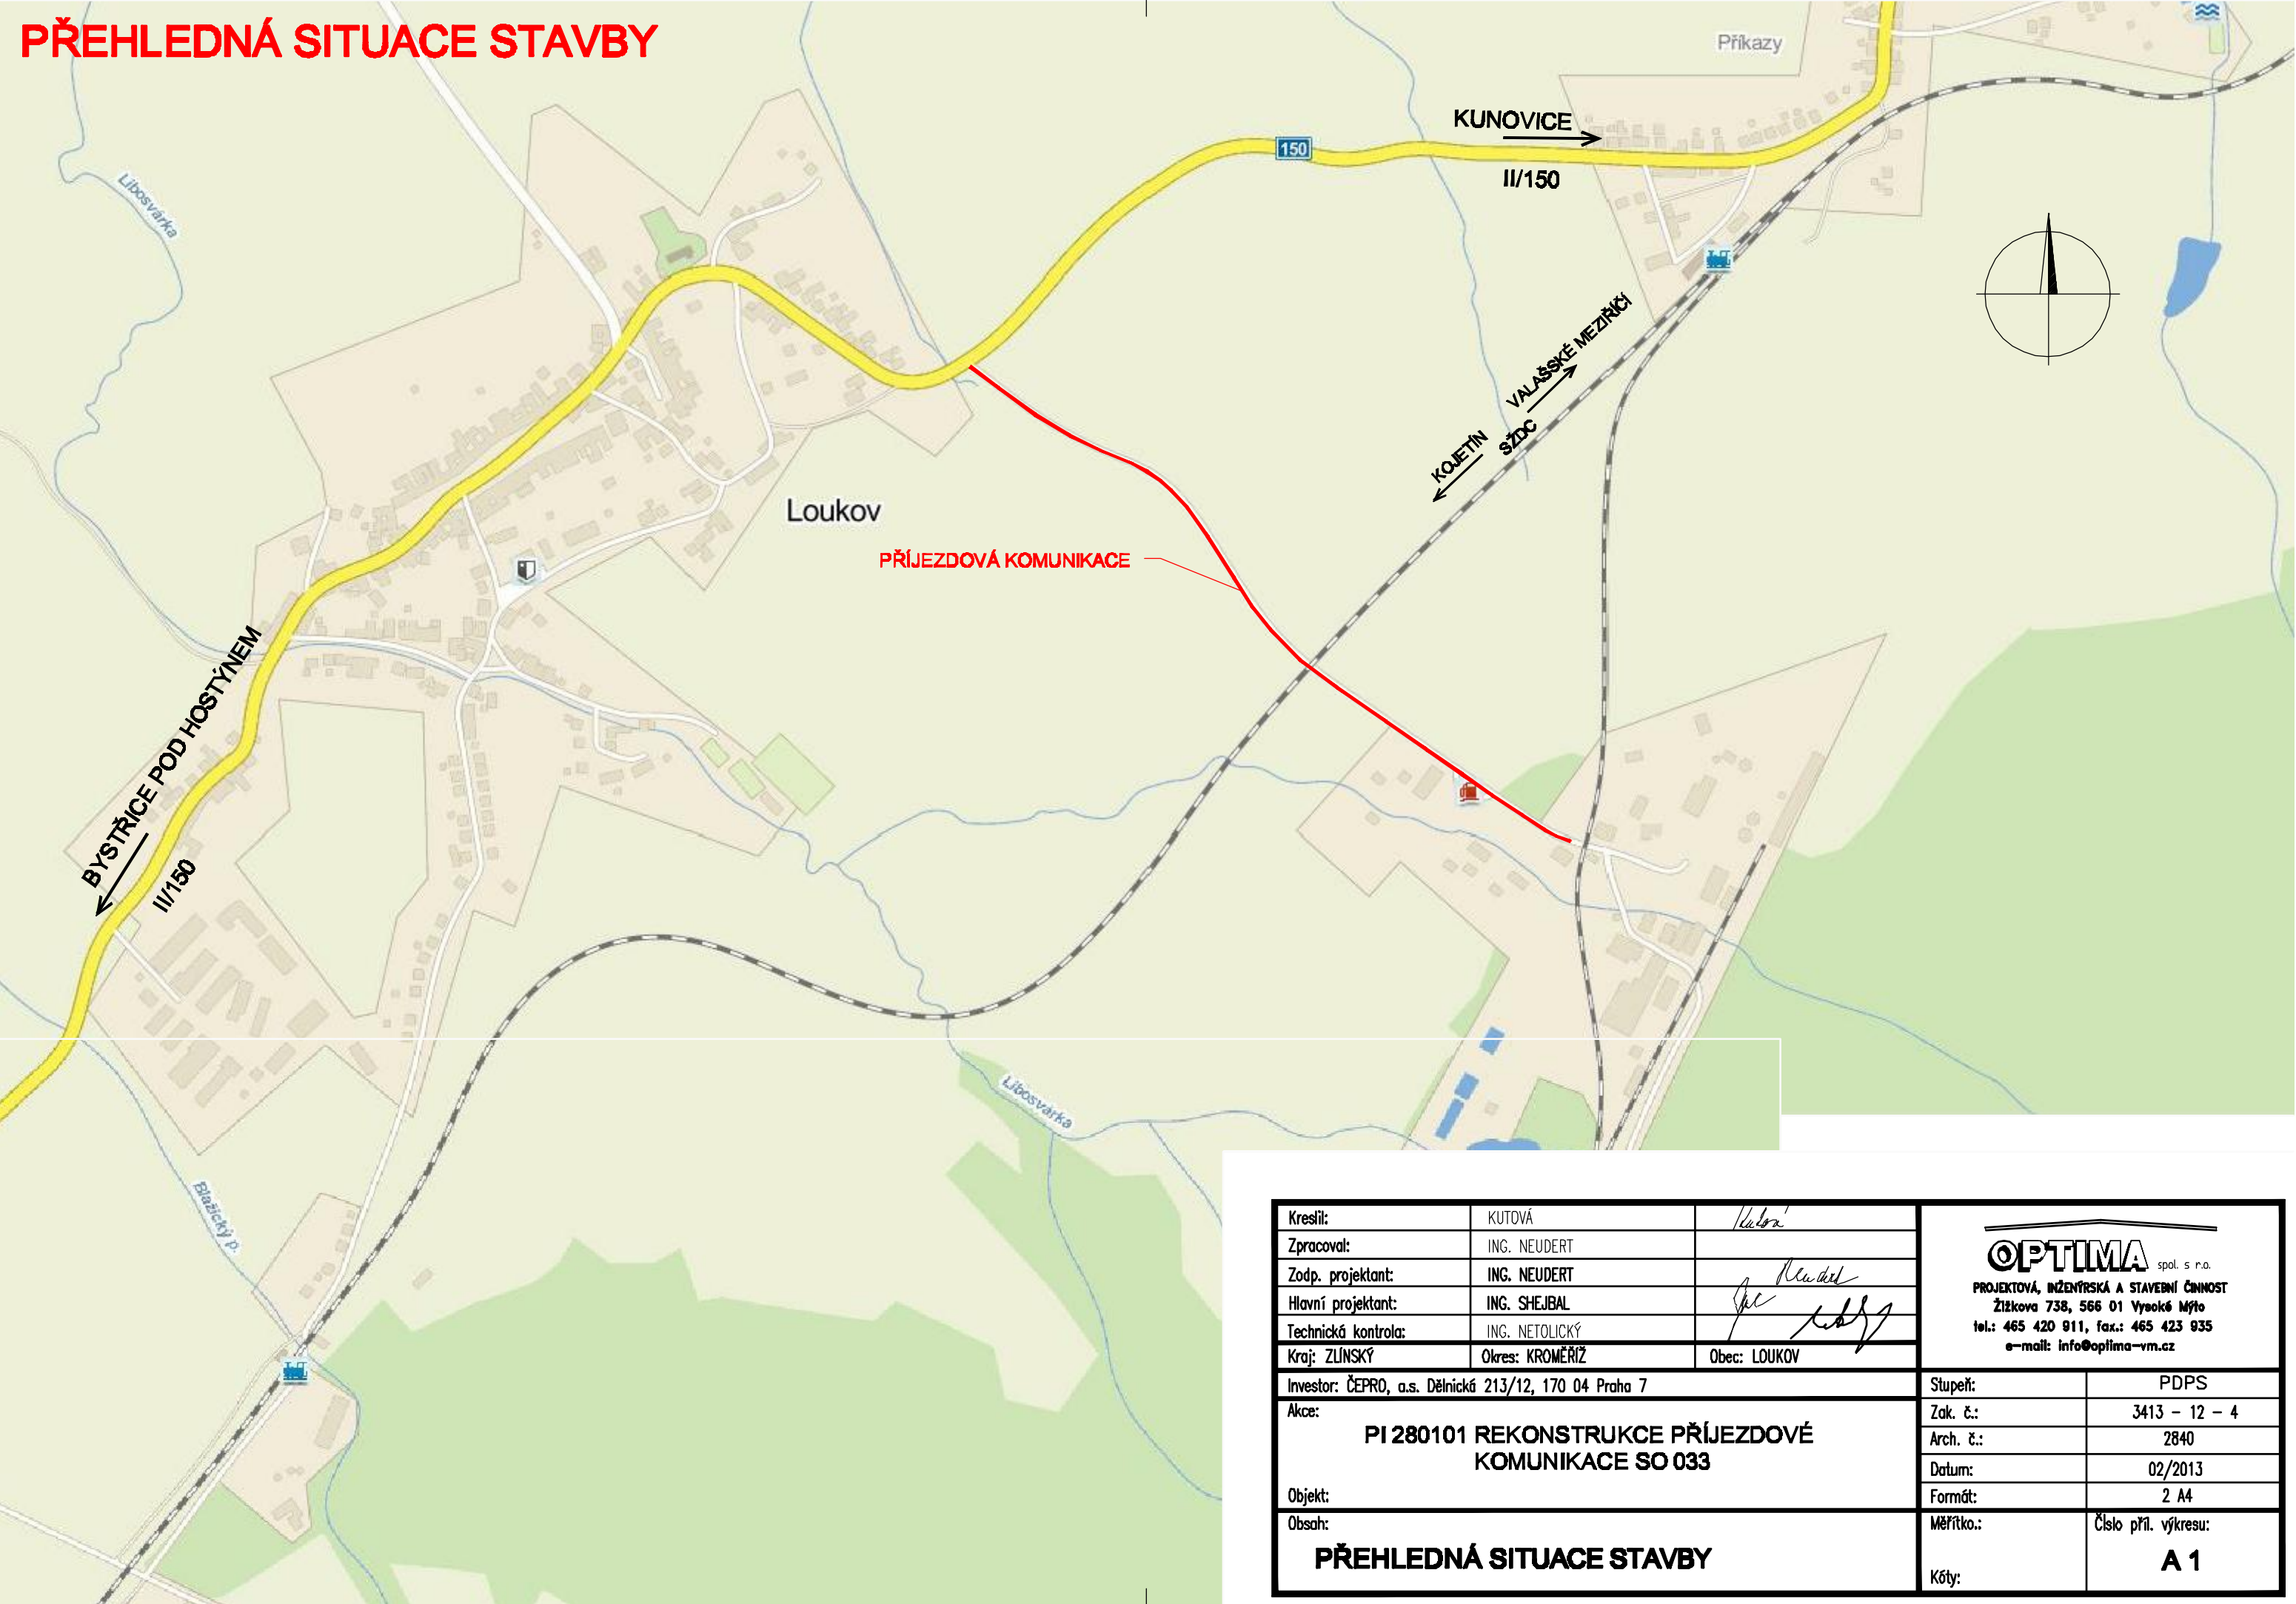 PŘEHLEDNÁ SITUACE STAVBY
Příkazy
KUNOVICE
150
II/150
Libosvárka
VALAŠSKÉ MEZIŘÍČÍ
KOJETÍN
SŽDC
Loukov
PŘÍJEZDOVÁ KOMUNIKACE
BYSTŘICE POD HOSTÝNEM
II/150
Libosvárka
Blažický p.
Kreslil: KUTOVÁ
Zpracoval: ING. NEUDERT
Zodp. projektant: ING. NEUDERT
Hlavní projektant: ING. SHEJBAL
Technická kontrola: ING. NETOLICKÝ
Kraj: ZLÍNSKÝ Okres: KROMĚŘÍŽ Obec: LOUKOV
OPTIMA spol. s r.o.
PROJEKTOVÁ, INŽENÝRSKÁ A STAVEBNÍ ČINNOST
Žižkova 738, 566 01 Vysoké Mýto
tel.: 465 420 911, fax.: 465 423 935
e-mail: info@optima-vm.cz
Investor: ČEPRO, a.s. Dělnická 213/12, 170 04 Praha 7
Akce:
PI 280101 REKONSTRUKCE PŘÍJEZDOVÉ
KOMUNIKACE SO 033
Objekt:
Obsah:
PŘEHLEDNÁ SITUACE STAVBY
Stupeň: PDPS
Zak. č.: 3413 - 12 - 4
Arch. č.: 2840
Datum: 02/2013
Formát: 2 A4
Měřítko.:
Číslo příl. výkresu:
A 1
Kóty: